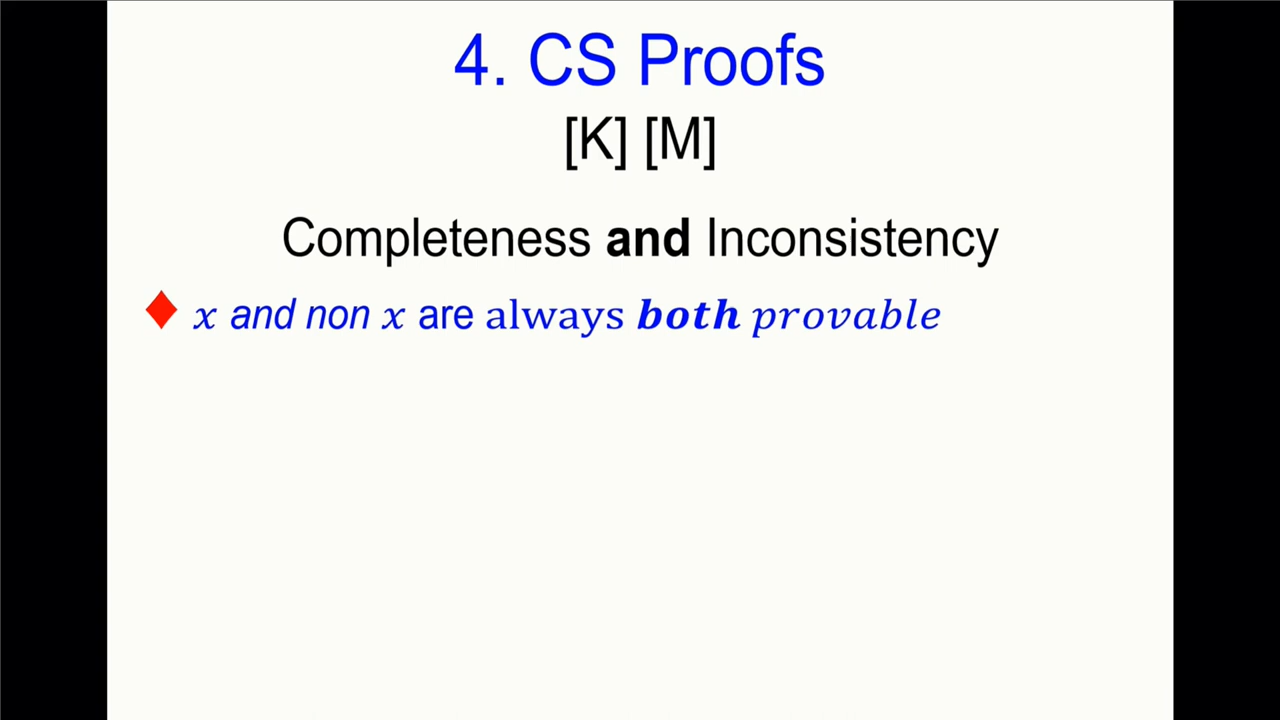 4. CS Proofs
[K] [M]
Completeness and Inconsistency
x and non x are always both provable